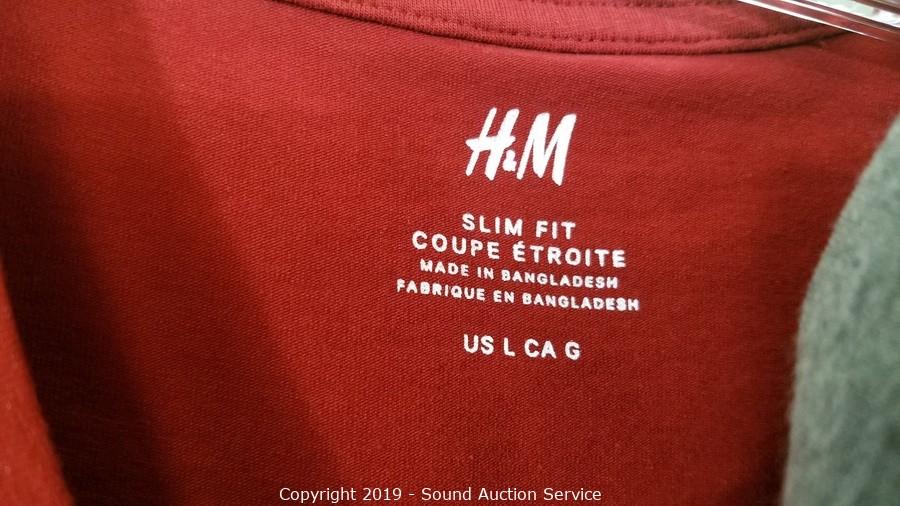 H&M
SLIM FIT
COUPE ÉTROITE
MADE IN BANGLADESH
FABRIQUE EN BANGLADESH
US L CA G
Copyright 2019 - Sound Auction Service